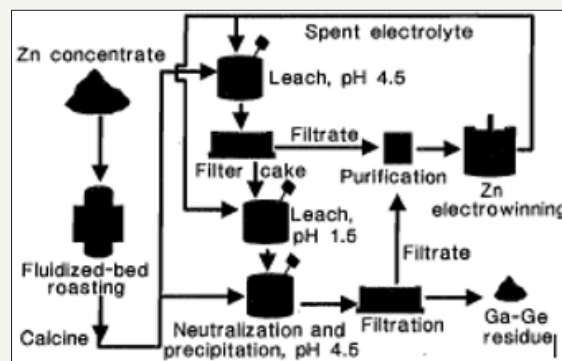 Spent electrolyte
Zn concentrate
Leach, pH 4.5
Filtrate
Filter cake
Purification
Zn
electrowinning
Leach,
pH 1.5
Fluidized-bed
roasting
Filtrate
Calcine
Neutralization and
precipitation, pH 4.5
Filtration
Ga-Ge
residue